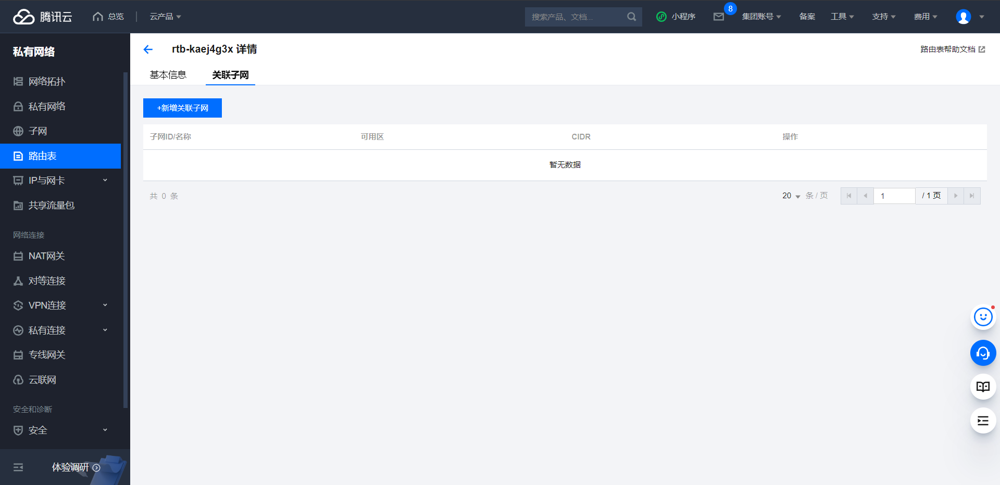 腾讯云 总览 云产品 搜索产品、文档... 小程序 8 集团账号 备案 工具 支持 费用
私有网络
网络拓扑
私有网络
子网
路由表
IP与网卡
共享流量包
网络连接
NAT网关
对等连接
VPN连接
私有连接
专线网关
云联网
安全和诊断
安全
体验调研
rtb-kaej4g3x 详情
路由表帮助文档
基本信息 关联子网
+新增关联子网
子网ID/名称 可用区 CIDR 操作
暂无数据
共 0 条 20 条 / 页 1 / 1 页